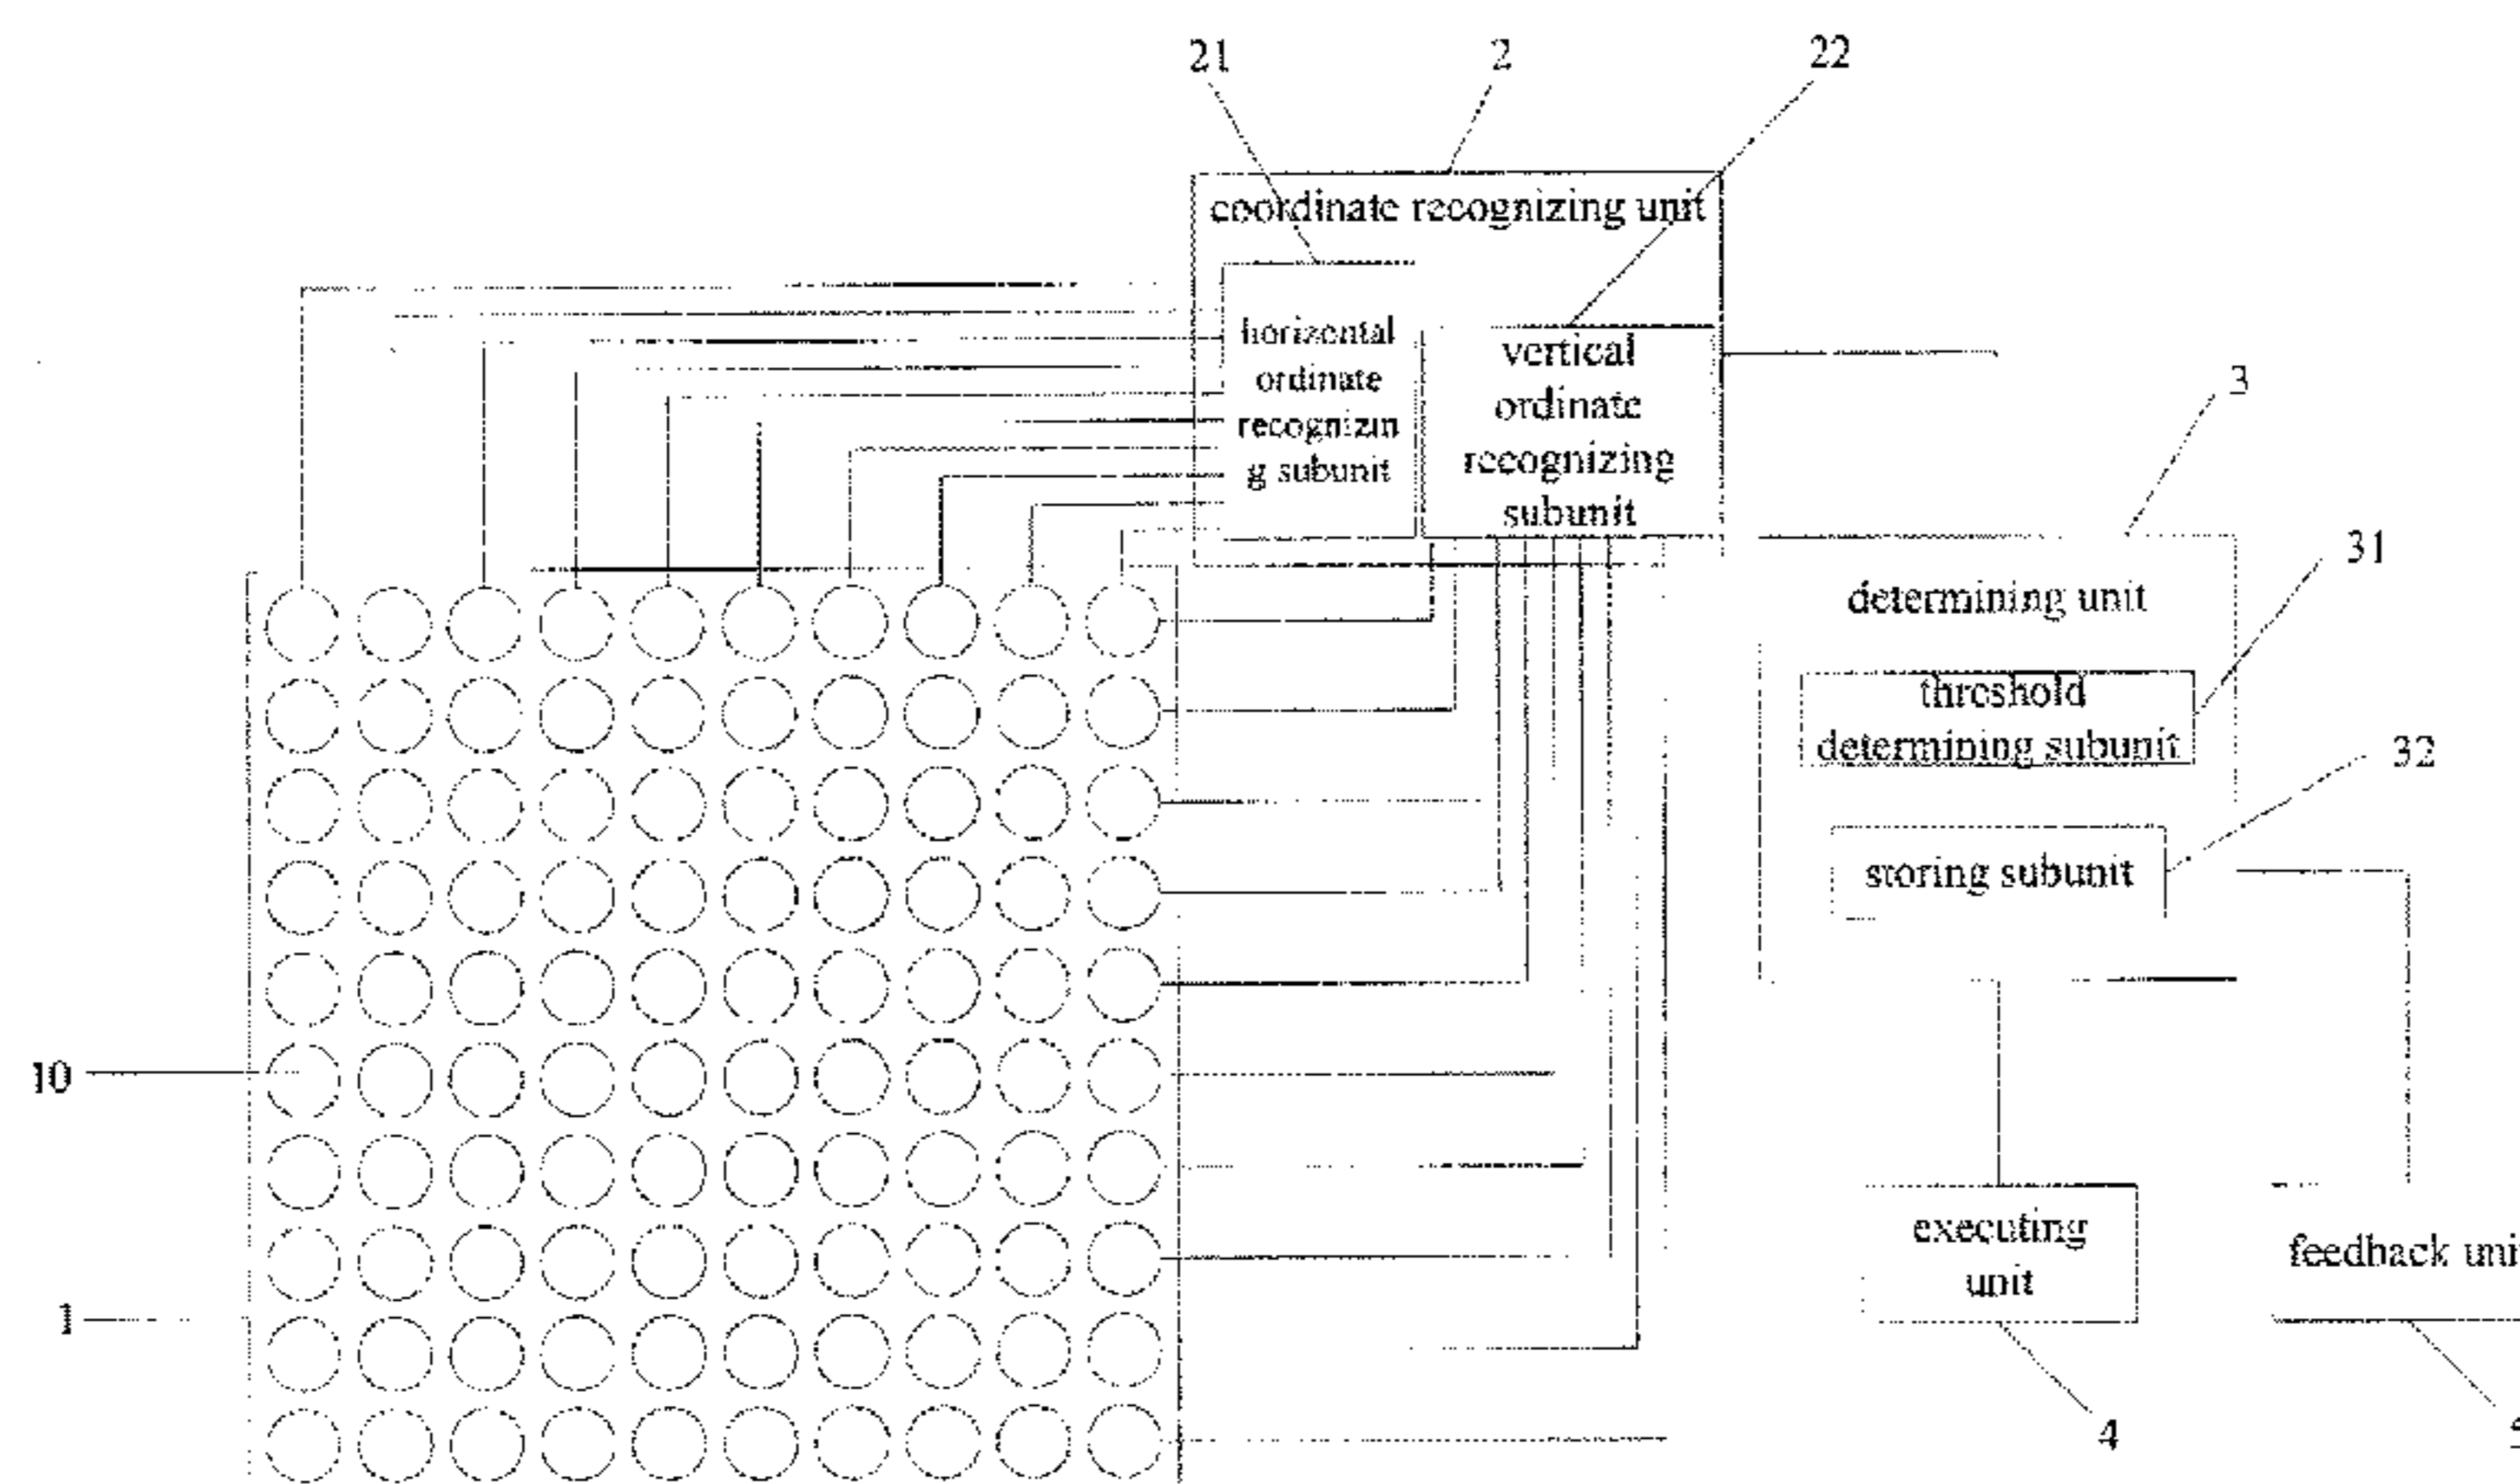 21
2
22
coordinate recognizing unit
horizontal
ordinate
recognizin
g subunit
vertical
ordinate
recognizing
subunit
3
31
determining unit
threshold
determining subunit
32
storing subunit
10
executing
unit
feedback uni
1
4